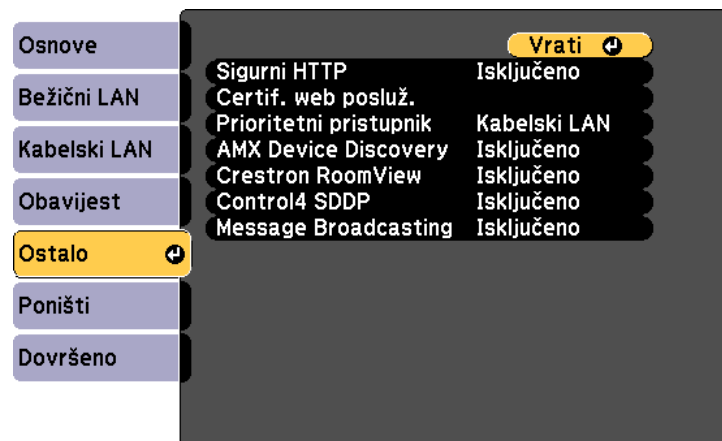 Osnove
Bežični LAN
Kabelski LAN
Obavijest
Ostalo
Poništi
Dovršeno
Vrati
Sigurni HTTP Isključeno
Certif. web posluž.
Prioritetni pristupnik Kabelski LAN
AMX Device Discovery Isključeno
Crestron RoomView Isključeno
Control4 SDDP Isključeno
Message Broadcasting Isključeno